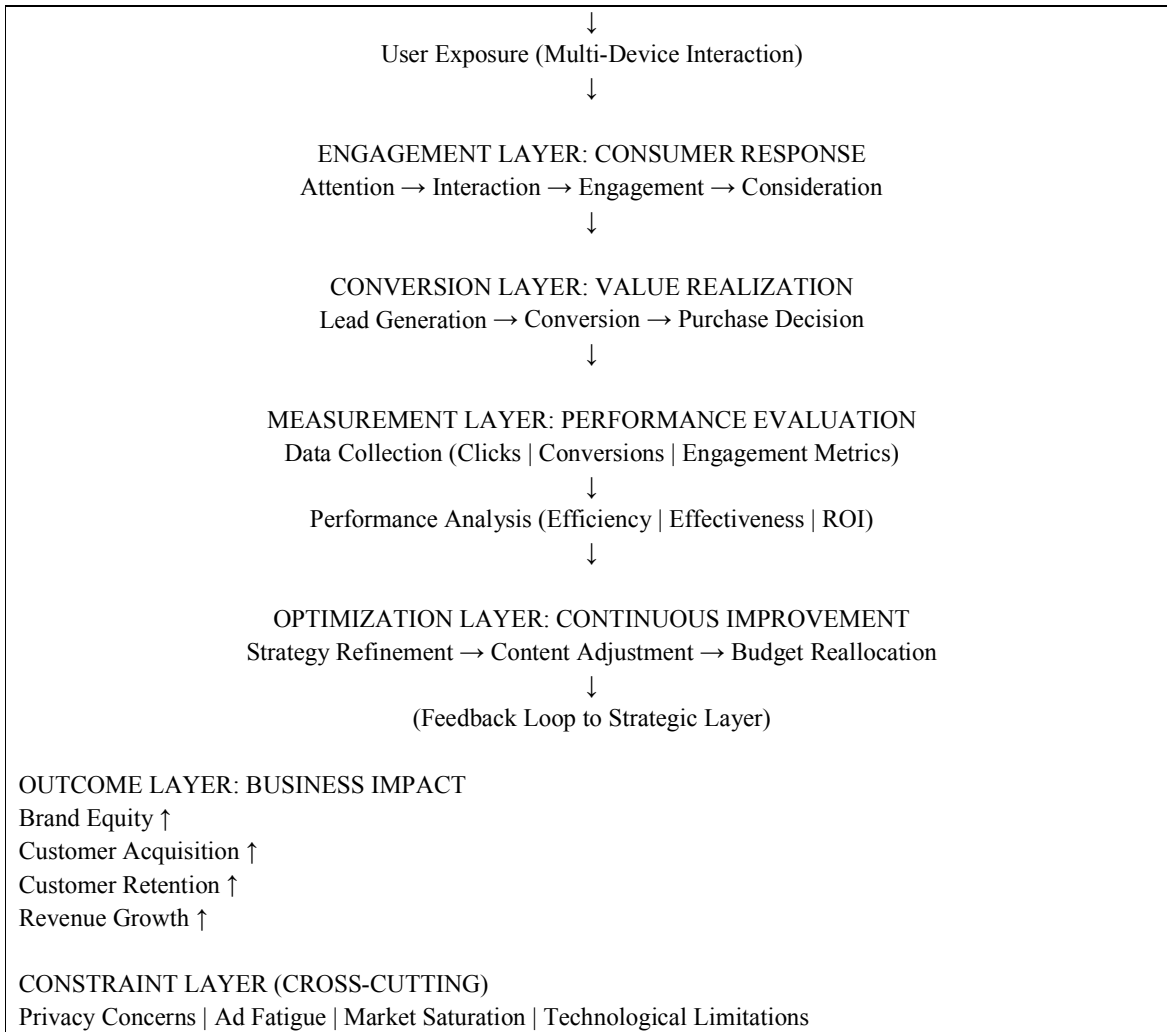 ↓
User Exposure (Multi-Device Interaction)
↓
ENGAGEMENT LAYER: CONSUMER RESPONSE
Attention → Interaction → Engagement → Consideration
↓
CONVERSION LAYER: VALUE REALIZATION
Lead Generation → Conversion → Purchase Decision
↓
MEASUREMENT LAYER: PERFORMANCE EVALUATION
Data Collection (Clicks | Conversions | Engagement Metrics)
↓
Performance Analysis (Efficiency | Effectiveness | ROI)
↓
OPTIMIZATION LAYER: CONTINUOUS IMPROVEMENT
Strategy Refinement → Content Adjustment → Budget Reallocation
↓
(Feedback Loop to Strategic Layer)
OUTCOME LAYER: BUSINESS IMPACT
Brand Equity ↑
Customer Acquisition ↑
Customer Retention ↑
Revenue Growth ↑
CONSTRAINT LAYER (CROSS-CUTTING)
Privacy Concerns | Ad Fatigue | Market Saturation | Technological Limitations